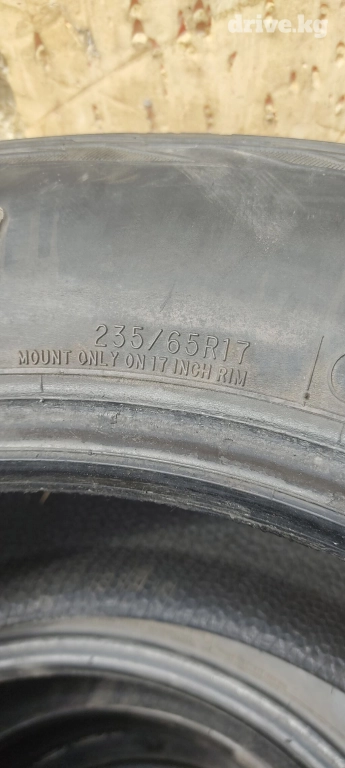 drive.kg
235/65R17
MOUNT ONLY ON 17 INCH RIM